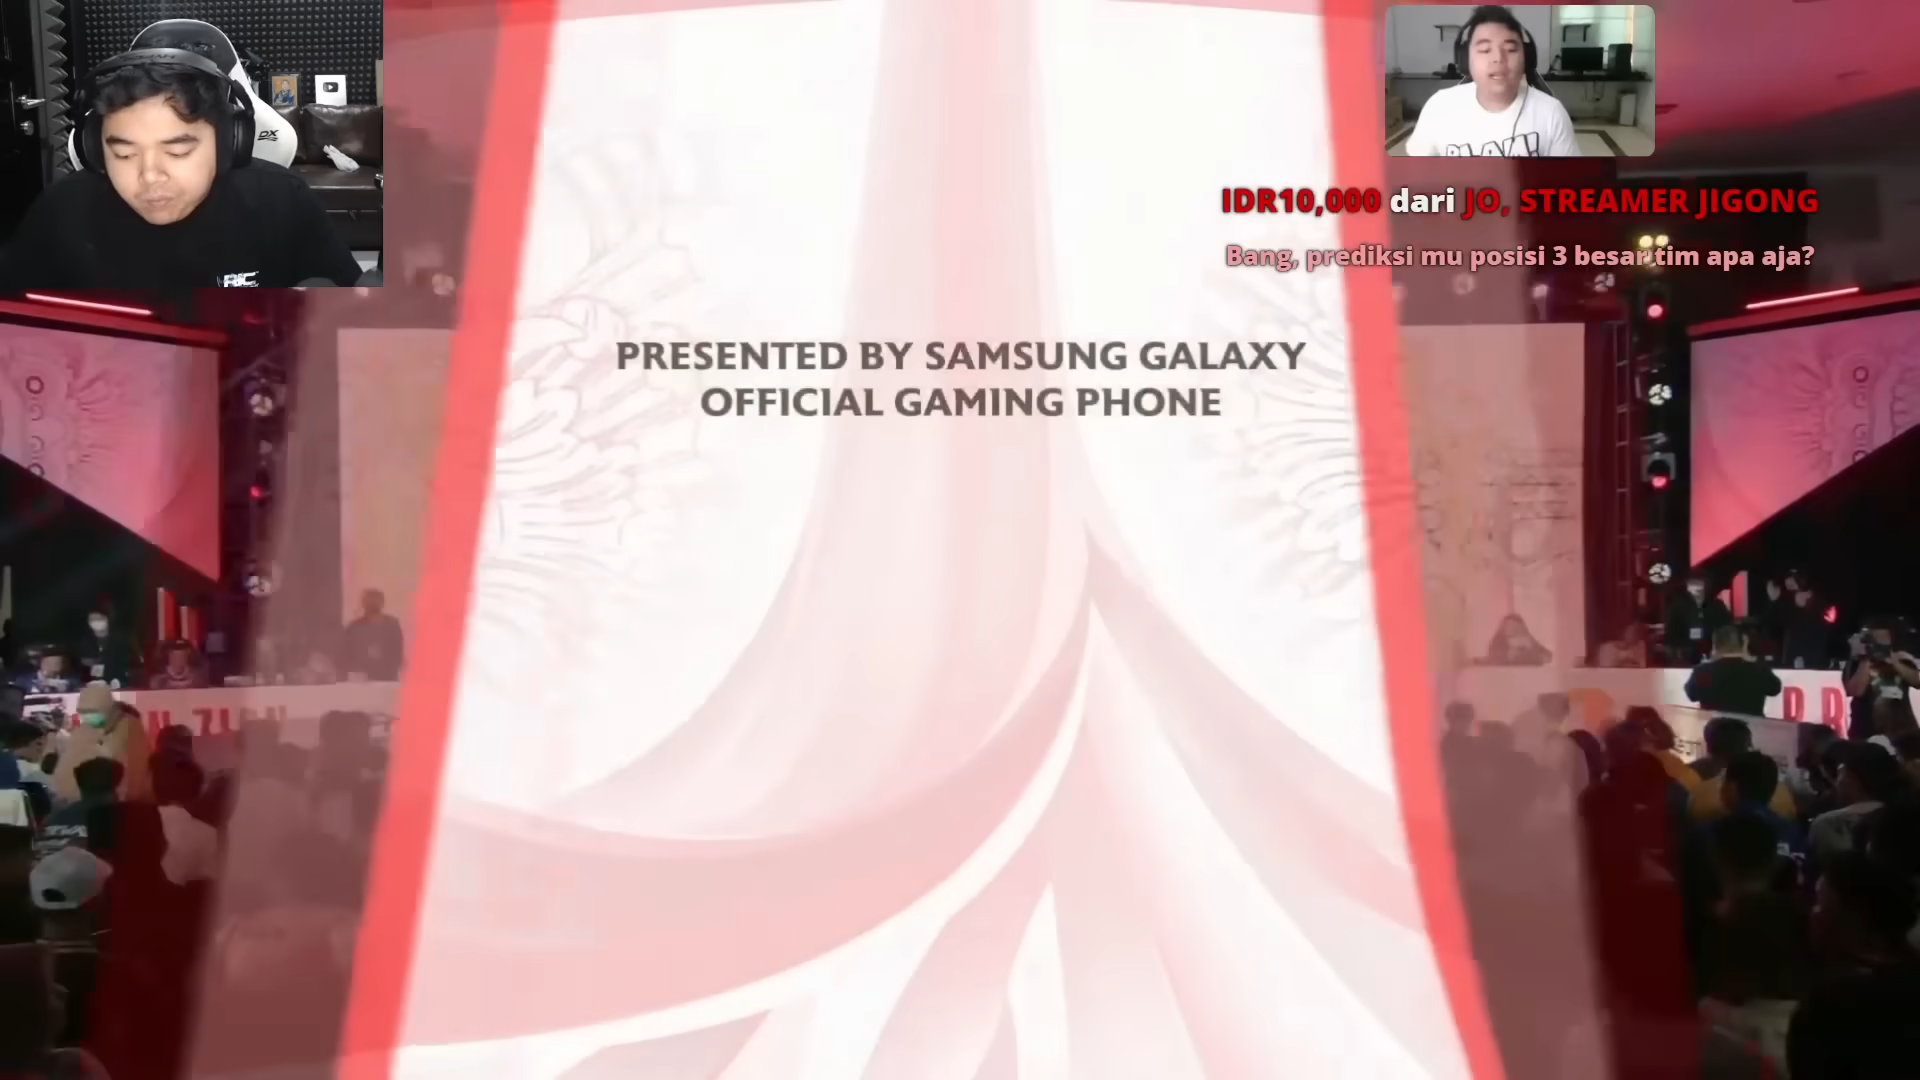 IDR10,000 dari JO, STREAMER JIGONG
Bang, prediksi mu posisi 3 besar tim apa aja?
PRESENTED BY SAMSUNG GALAXY
OFFICIAL GAMING PHONE
DX